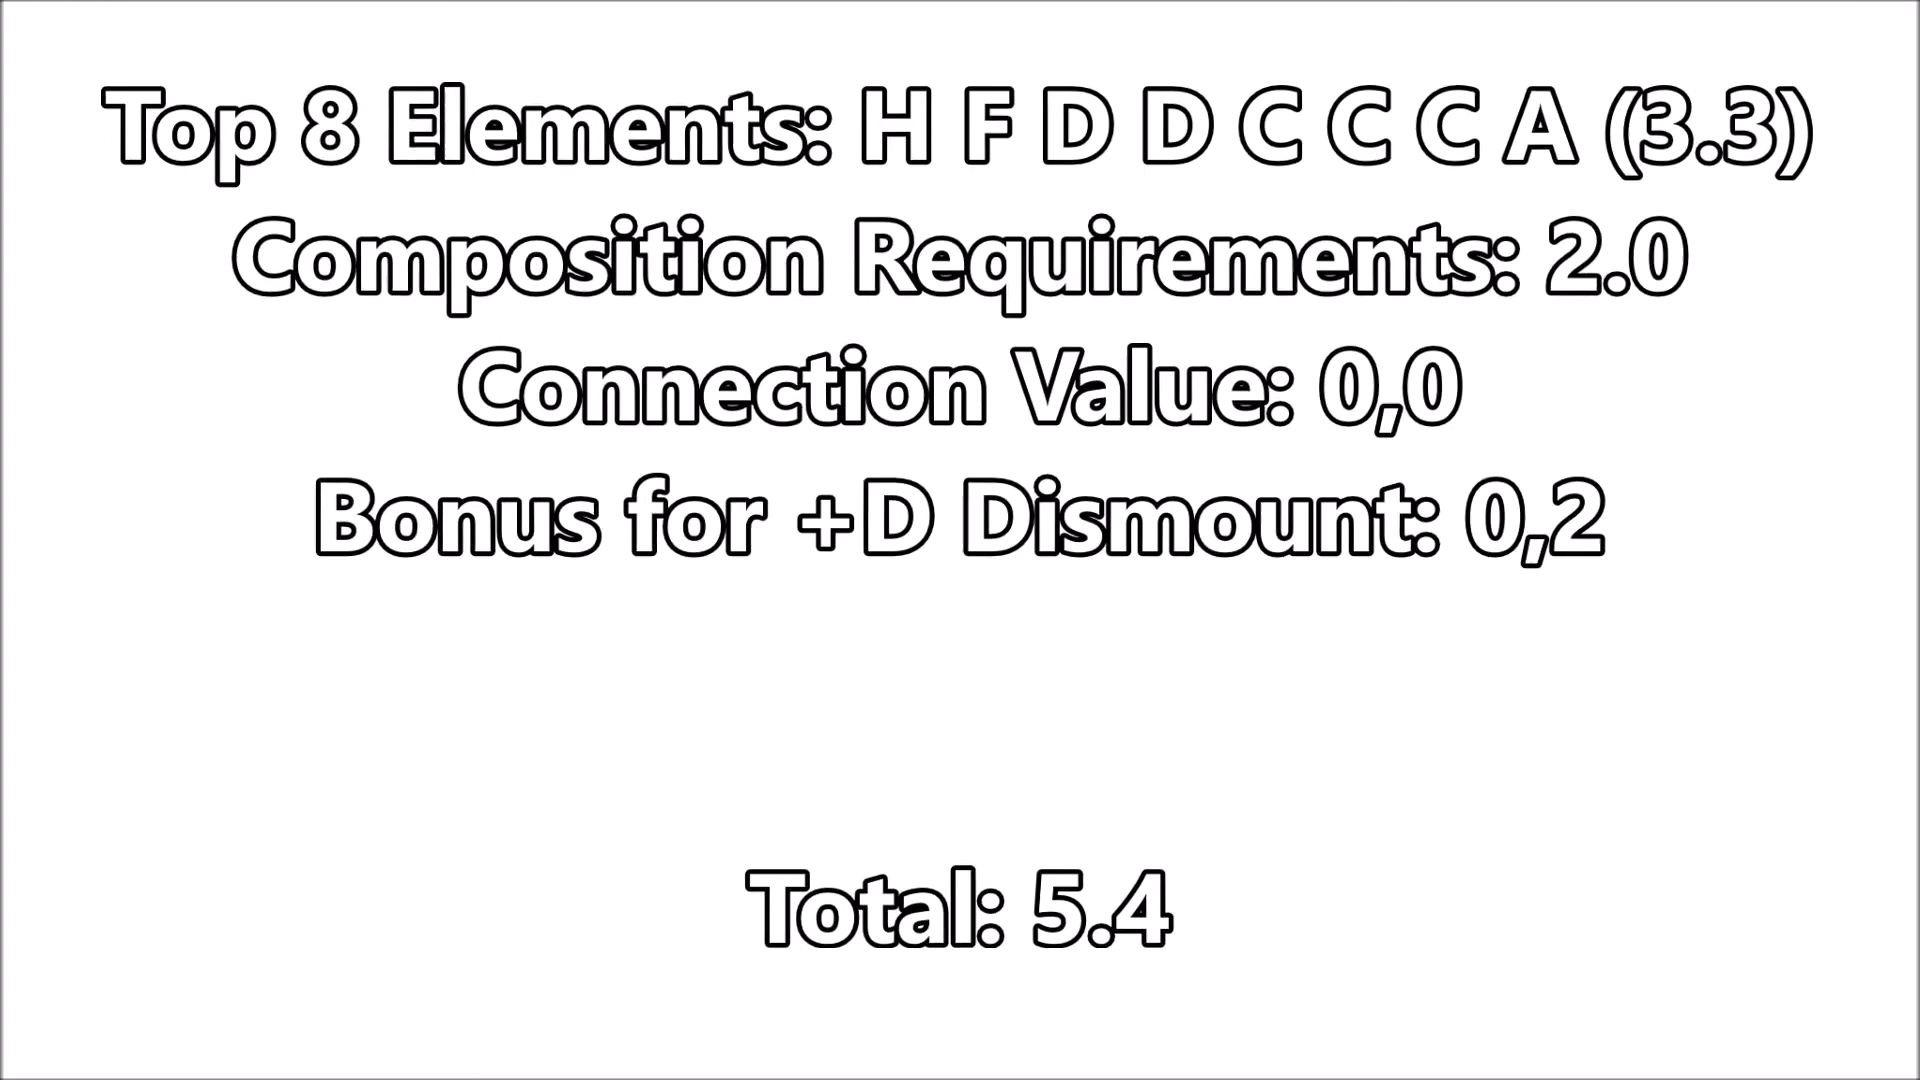 Top 8 Elements: H F D D C C C A (3.3)
Composition Requirements: 2.0
Connection Value: 0,0
Bonus for +D Dismount: 0,2
Total: 5.4